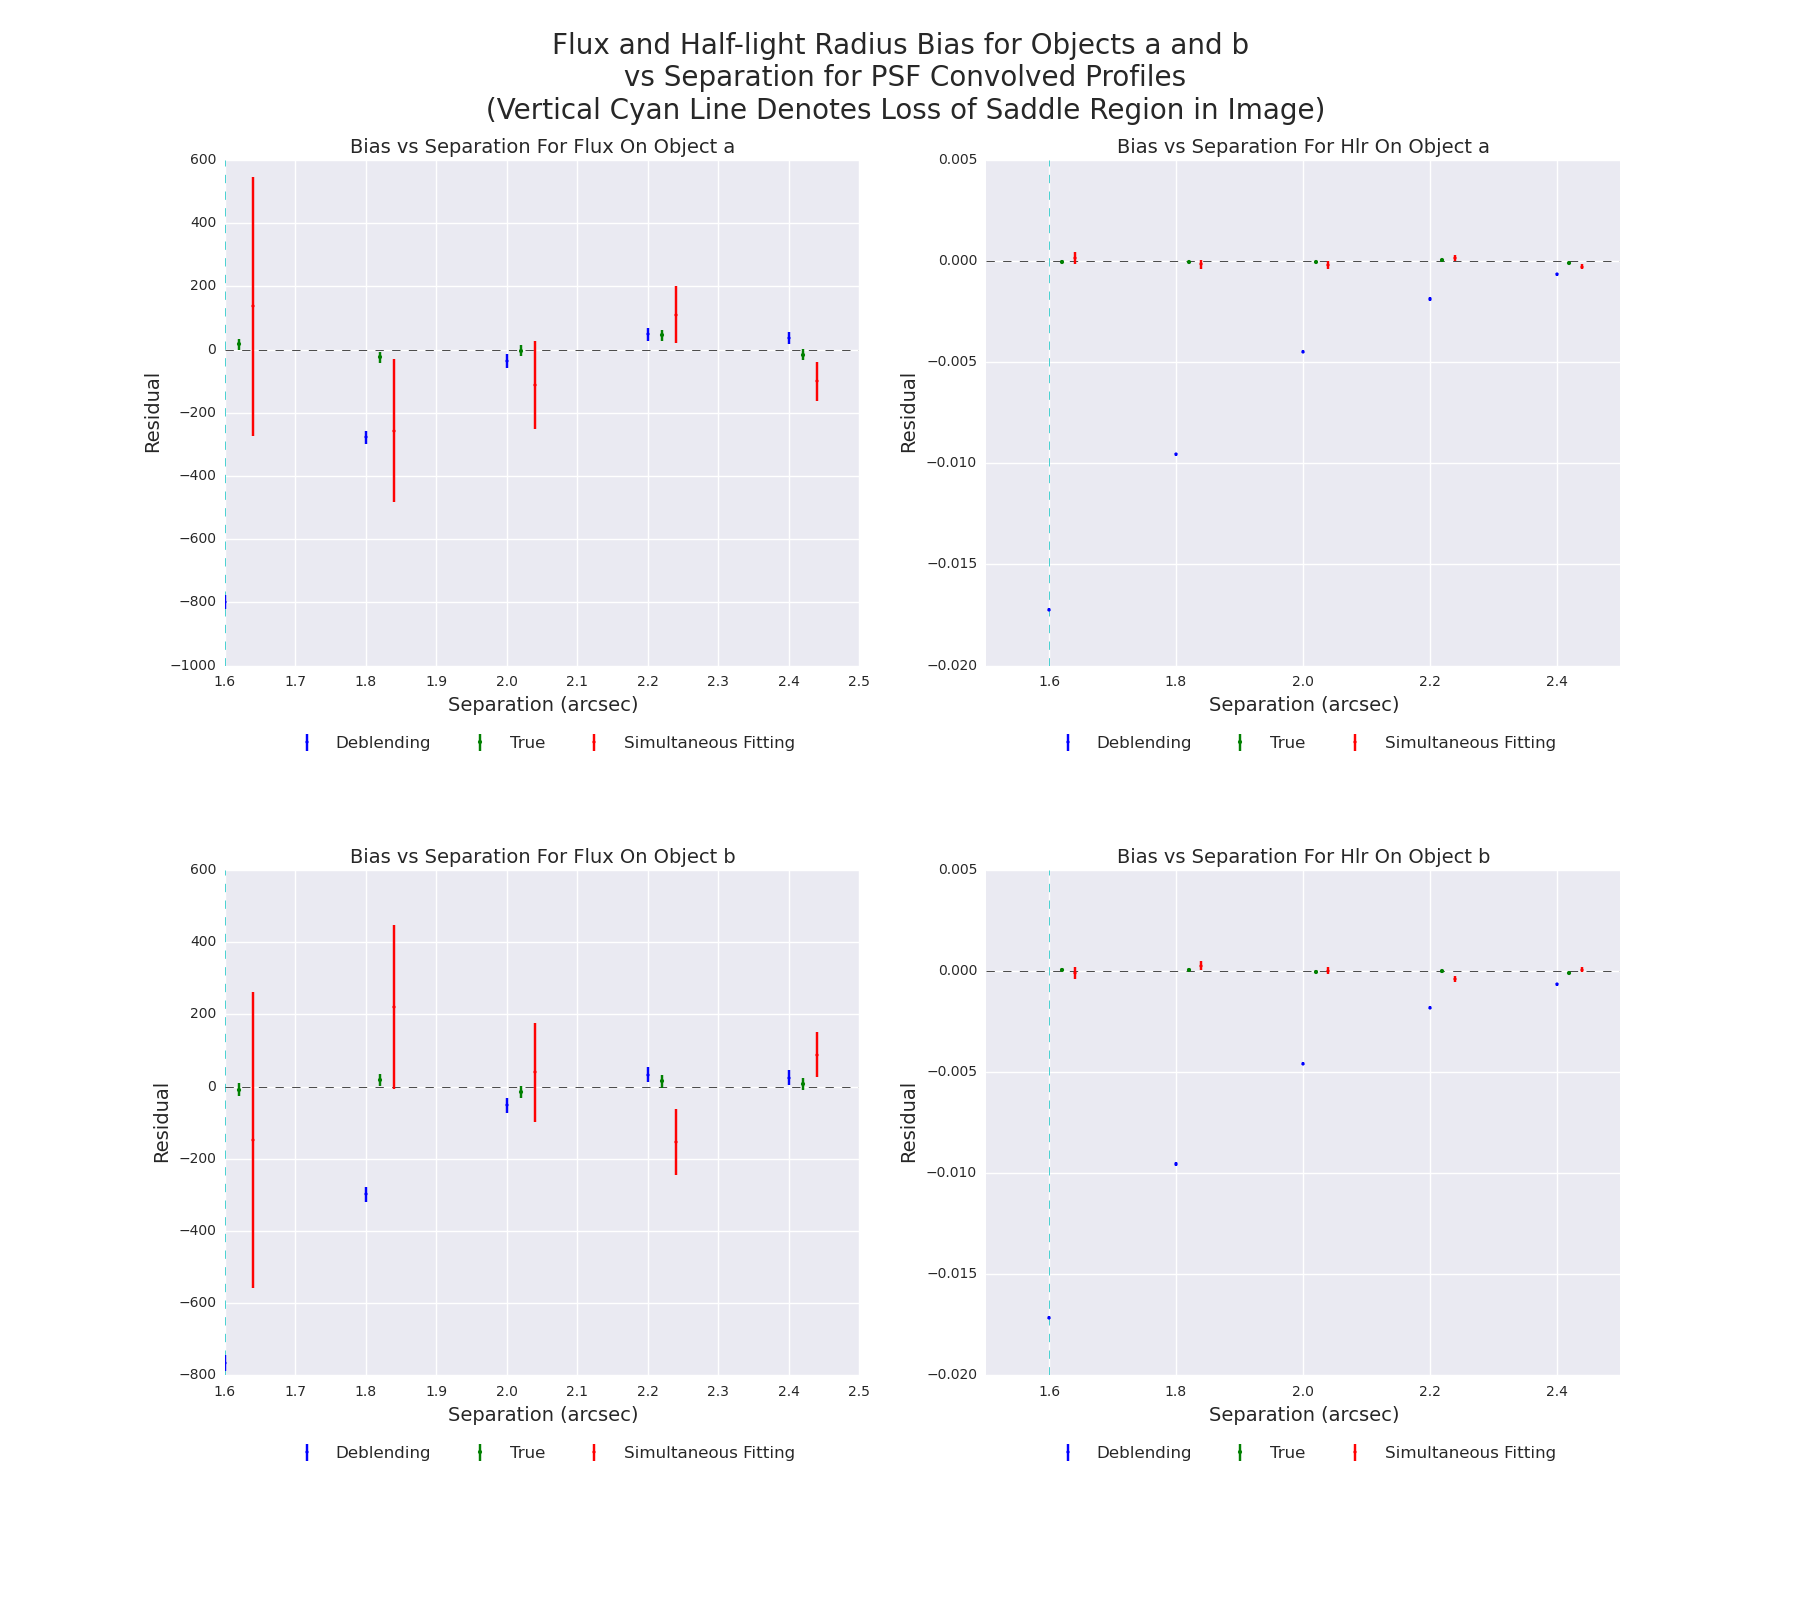 Flux and Half-light Radius Bias for Objects a and b
vs Separation for PSF Convolved Profiles
(Vertical Cyan Line Denotes Loss of Saddle Region in Image)
Bias vs Separation For Flux On Object a
600
400
200
0
−200
−400
−600
−800
−1000
Residual
1.6 1.7 1.8 1.9 2.0 2.1 2.2 2.3 2.4 2.5
Separation (arcsec)
Deblending True Simultaneous Fitting
Bias vs Separation For Hlr On Object a
0.005
0.000
−0.005
−0.010
−0.015
−0.020
Residual
1.6 1.8 2.0 2.2 2.4
Separation (arcsec)
Deblending True Simultaneous Fitting
Bias vs Separation For Flux On Object b
600
400
200
0
−200
−400
−600
−800
Residual
1.6 1.7 1.8 1.9 2.0 2.1 2.2 2.3 2.4 2.5
Separation (arcsec)
Deblending True Simultaneous Fitting
Bias vs Separation For Hlr On Object b
0.005
0.000
−0.005
−0.010
−0.015
−0.020
Residual
1.6 1.8 2.0 2.2 2.4
Separation (arcsec)
Deblending True Simultaneous Fitting